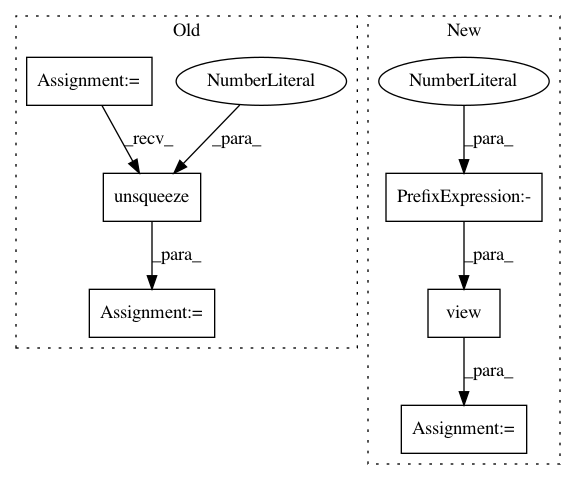 Old
New
Assignment:=
NumberLiteral
NumberLiteral
_recv_
_para_
_para_
unsqueeze
PrefixExpression:-
_para_
_para_
Assignment:=
view
_para_
Assignment:=